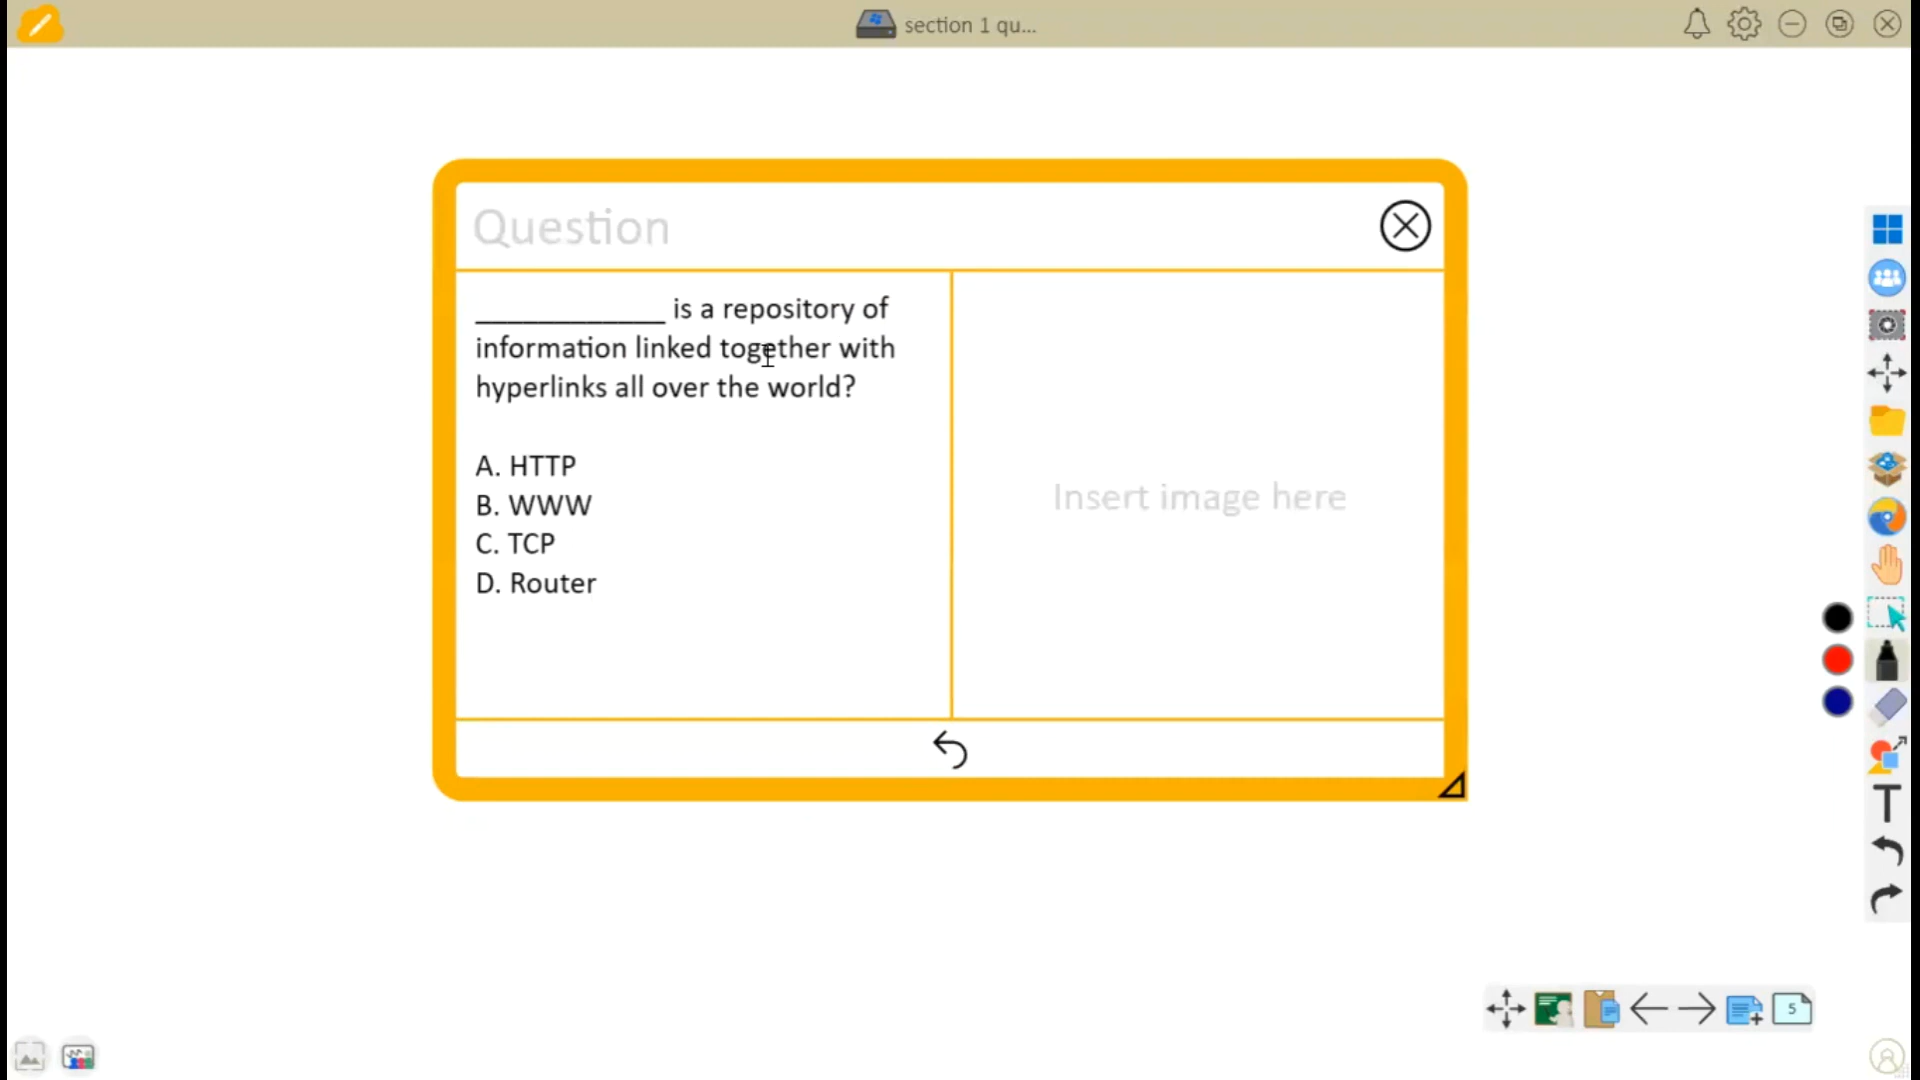 section 1 qu...
Question
____________ is a repository of
information linked together with
hyperlinks all over the world?
A. HTTP
B. WWW
C. TCP
D. Router
Insert image here
T
5